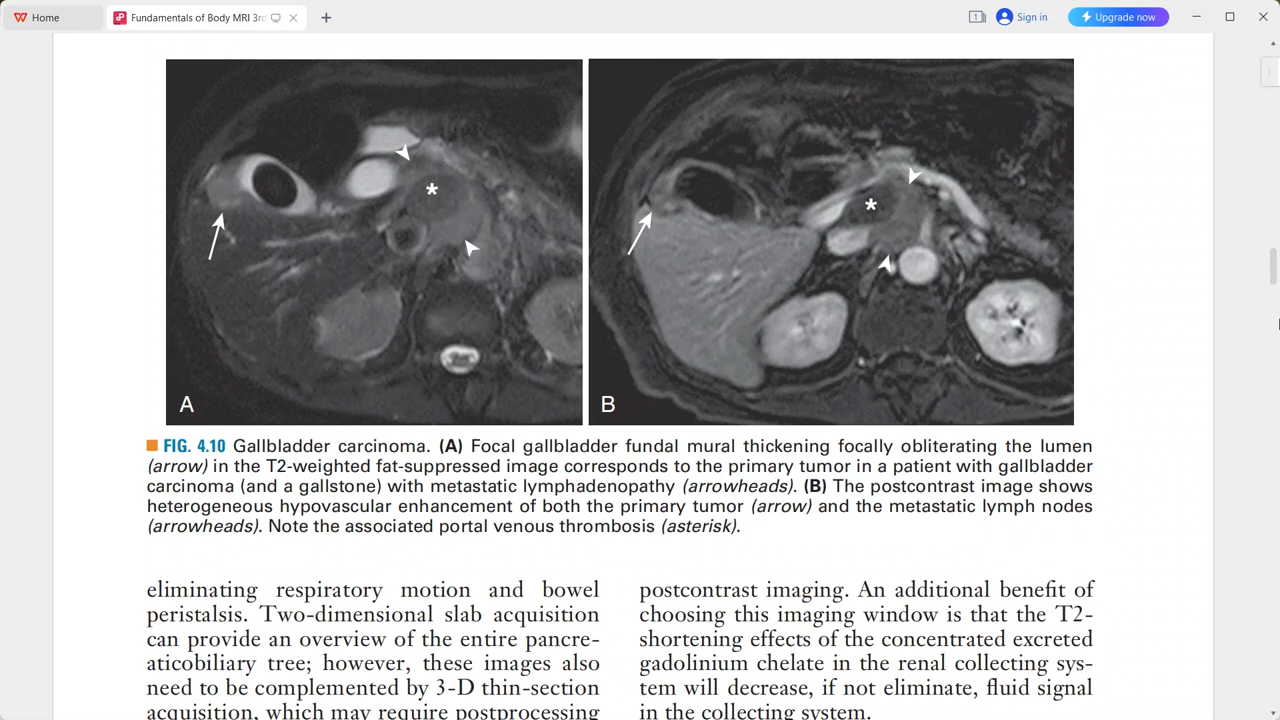 Home
Fundamentals of Body MRI 3rd
1
Sign in
Upgrade now
*
*
A
B
FIG. 4.10 Gallbladder carcinoma. (A) Focal gallbladder fundal mural thickening focally obliterating the lumen
(arrow) in the T2-weighted fat-suppressed image corresponds to the primary tumor in a patient with gallbladder
carcinoma (and a gallstone) with metastatic lymphadenopathy (arrowheads). (B) The postcontrast image shows
heterogeneous hypovascular enhancement of both the primary tumor (arrow) and the metastatic lymph nodes
(arrowheads). Note the associated portal venous thrombosis (asterisk).
eliminating respiratory motion and bowel
peristalsis. Two-dimensional slab acquisition
can provide an overview of the entire pancre-
aticobiliary tree; however, these images also
need to be complemented by 3-D thin-section
acquisition, which may require postprocessing
postcontrast imaging. An additional benefit of
choosing this imaging window is that the T2-
shortening effects of the concentrated excreted
gadolinium chelate in the renal collecting sys-
tem will decrease, if not eliminate, fluid signal
in the collecting system.